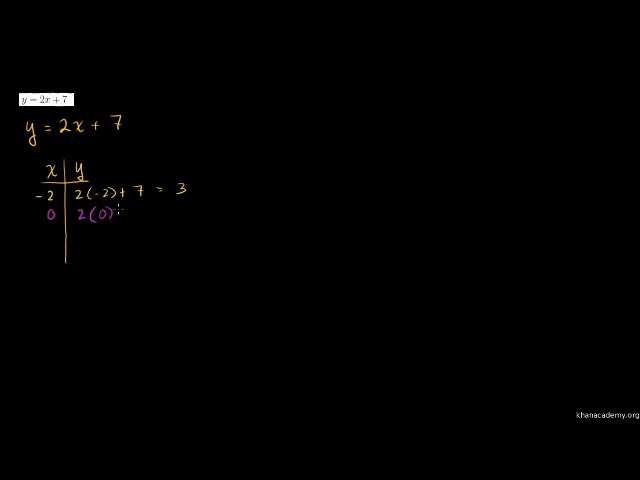 y = 2x + 7
y = 2x + 7
x y
-2 2(-2) + 7 = 3
0 2(0)
khanacademy.org